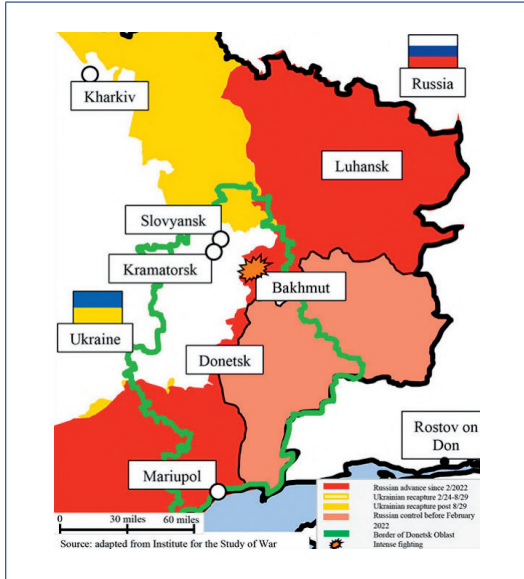 Kharkiv
Russia
Luhansk
Slovyansk
Kramatorsk
Bakhmut
Ukraine
Donetsk
Rostov on
Don
Mariupol
Russian advance since 2/2022
Ukrainian recapture 2/24-8/29
Ukrainian recapture post 8/29
Russian control before February
2022
Border of Donetsk Oblast
Intense fighting
0 30 miles 60 miles
Source: adapted from Institute for the Study of War